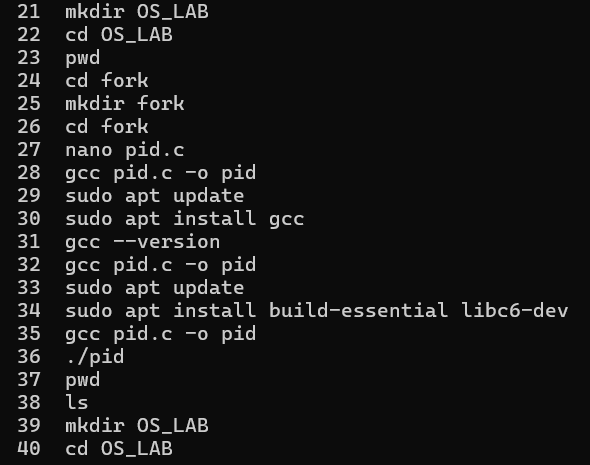 21  mkdir OS_LAB
22  cd OS_LAB
23  pwd
24  cd fork
25  mkdir fork
26  cd fork
27  nano pid.c
28  gcc pid.c -o pid
29  sudo apt update
30  sudo apt install gcc
31  gcc --version
32  gcc pid.c -o pid
33  sudo apt update
34  sudo apt install build-essential libc6-dev
35  gcc pid.c -o pid
36  ./pid
37  pwd
38  ls
39  mkdir OS_LAB
40  cd OS_LAB